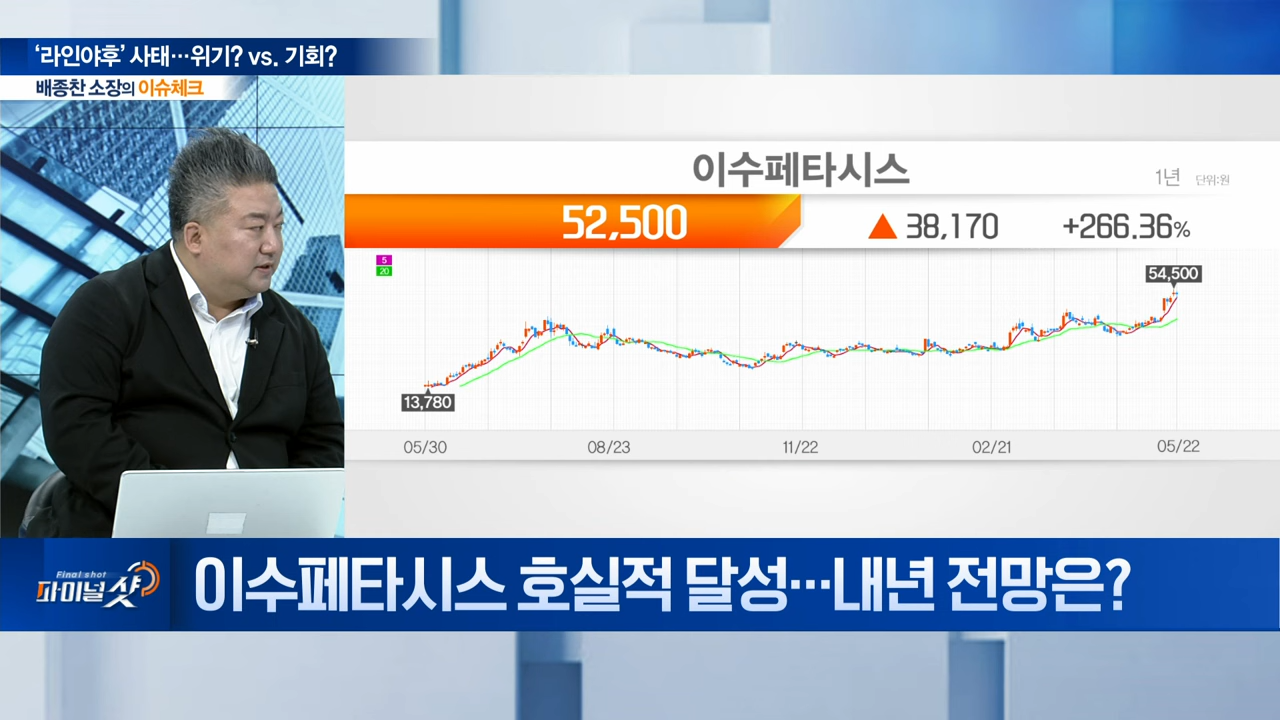 ‘라인야후’ 사태…위기? vs. 기회?
배종찬 소장의 이슈체크
이수페타시스
1년 단위:원
52,500 ▲ 38,170 +266.36%
5
20
54,500
13,780
05/30 08/23 11/22 02/21 05/22
Final shot
파이널샷
이수페타시스 호실적 달성…내년 전망은?